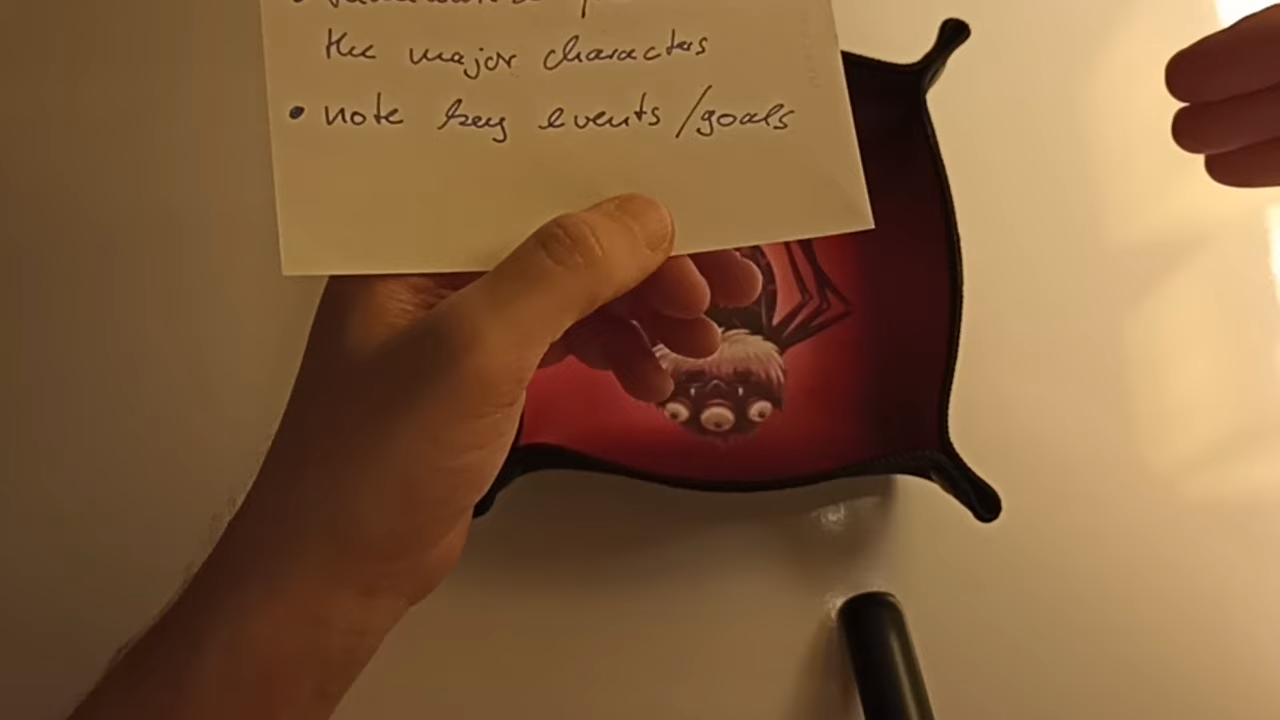 the major characters
• note key events/goals